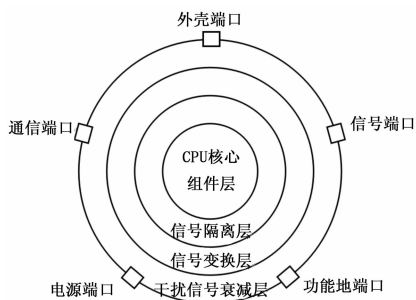 外壳端口
通信端口
信号端口
CPU核心
组件层
信号隔离层
信号变换层
干扰信号衰减层
电源端口
功能地端口